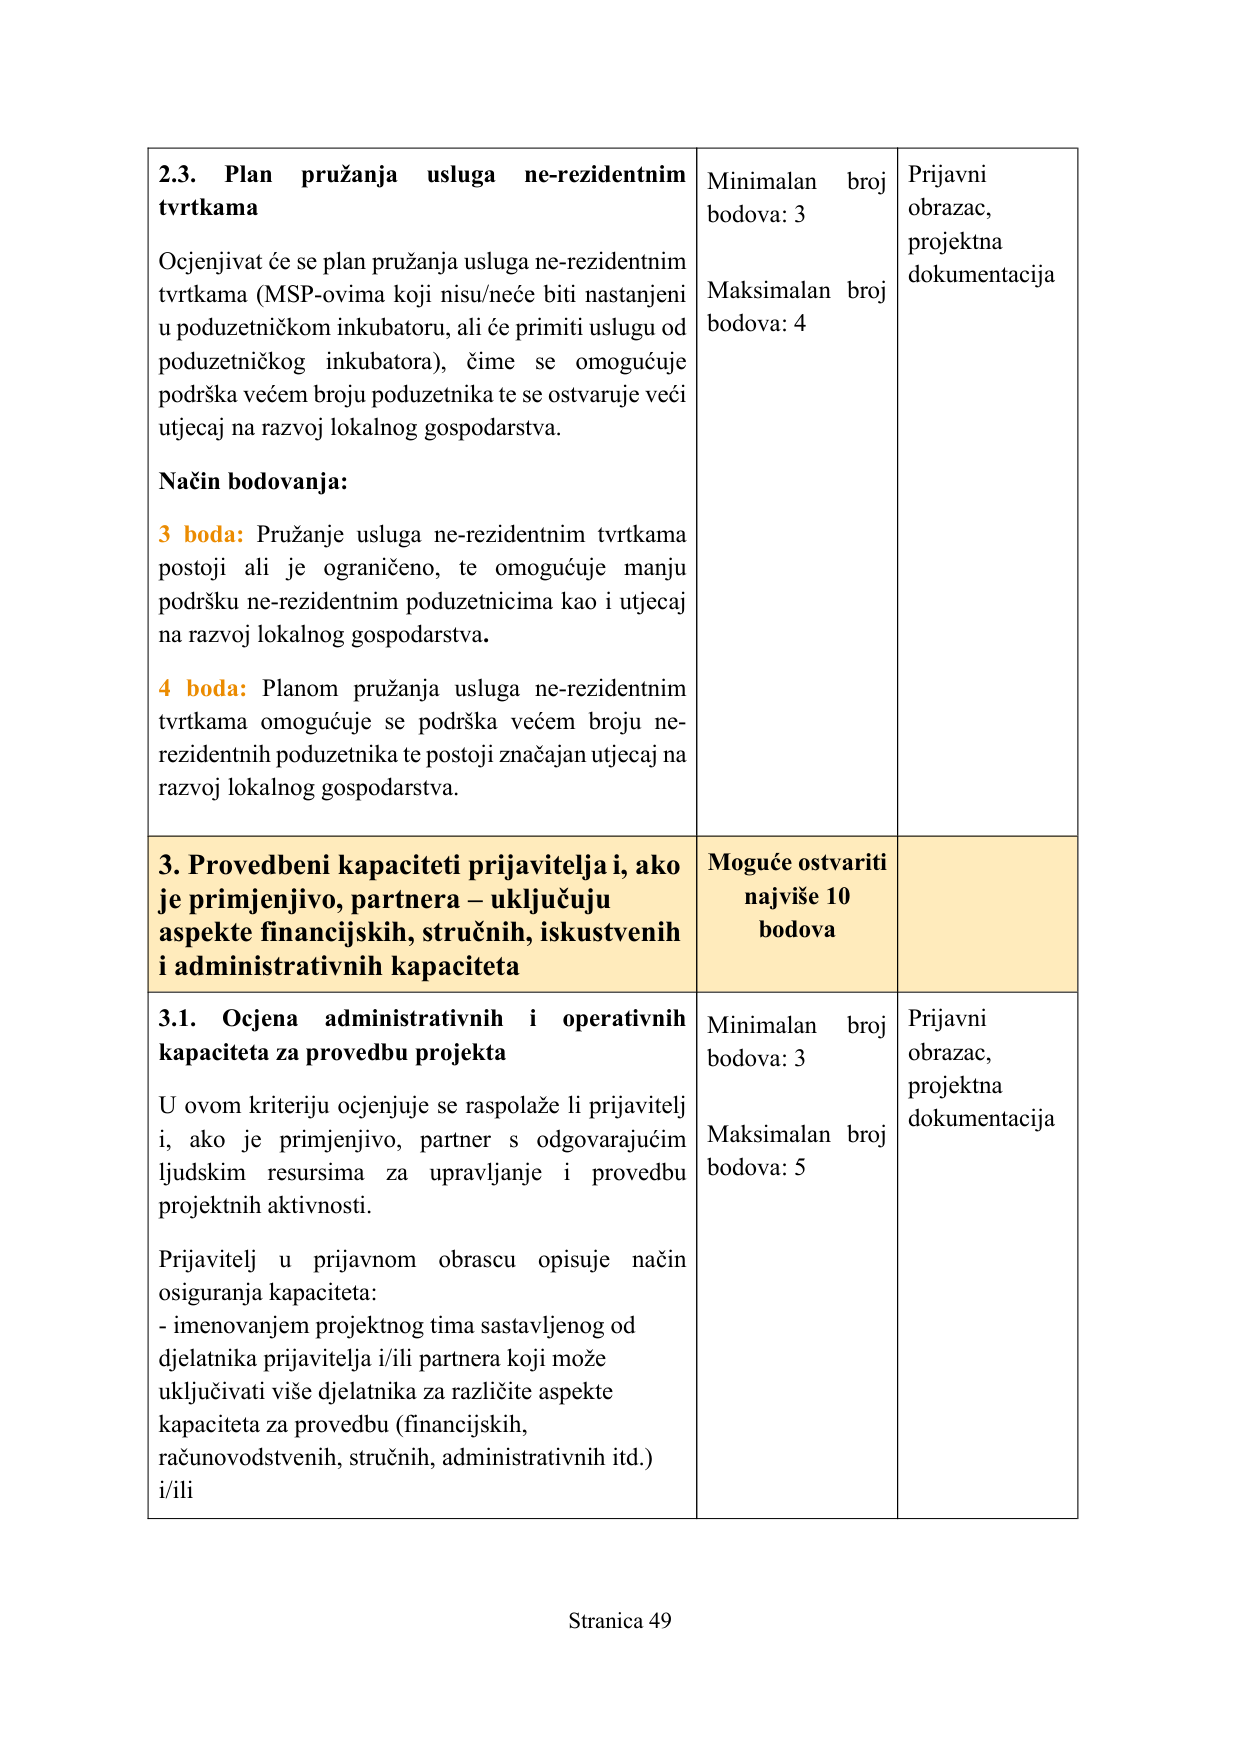 2.3. Plan pružanja usluga ne-rezidentnim
tvrtkama
Ocjenjivat će se plan pružanja usluga ne-rezidentnim
tvrtkama (MSP-ovima koji nisu/neće biti nastanjeni
u poduzetničkom inkubatoru, ali će primiti uslugu od
poduzetničkog inkubatora), čime se omogućuje
podrška većem broju poduzetnika te se ostvaruje veći
utjecaj na razvoj lokalnog gospodarstva.
Način bodovanja:
3 boda: Pružanje usluga ne-rezidentnim tvrtkama
postoji ali je ograničeno, te omogućuje manju
podršku ne-rezidentnim poduzetnicima kao i utjecaj
na razvoj lokalnog gospodarstva.
4 boda: Planom pružanja usluga ne-rezidentnim
tvrtkama omogućuje se podrška većem broju ne-
rezidentnih poduzetnika te postoji značajan utjecaj na
razvoj lokalnog gospodarstva.
Minimalan broj
bodova: 3
Maksimalan broj
bodova: 4
Prijavni
obrazac,
projektna
dokumentacija
3. Provedbeni kapaciteti prijavitelja i, ako
je primjenjivo, partnera – uključuju
aspekte financijskih, stručnih, iskustvenih
i administrativnih kapaciteta
Moguće ostvariti
najviše 10
bodova
3.1. Ocjena administrativnih i operativnih
kapaciteta za provedbu projekta
U ovom kriteriju ocjenjuje se raspolaže li prijavitelj
i, ako je primjenjivo, partner s odgovarajućim
ljudskim resursima za upravljanje i provedbu
projektnih aktivnosti.
Prijavitelj u prijavnom obrascu opisuje način
osiguranja kapaciteta:
- imenovanjem projektnog tima sastavljenog od
djelatnika prijavitelja i/ili partnera koji može
uključivati više djelatnika za različite aspekte
kapaciteta za provedbu (financijskih,
računovodstvenih, stručnih, administrativnih itd.)
i/ili
Minimalan broj
bodova: 3
Maksimalan broj
bodova: 5
Prijavni
obrazac,
projektna
dokumentacija
Stranica 49